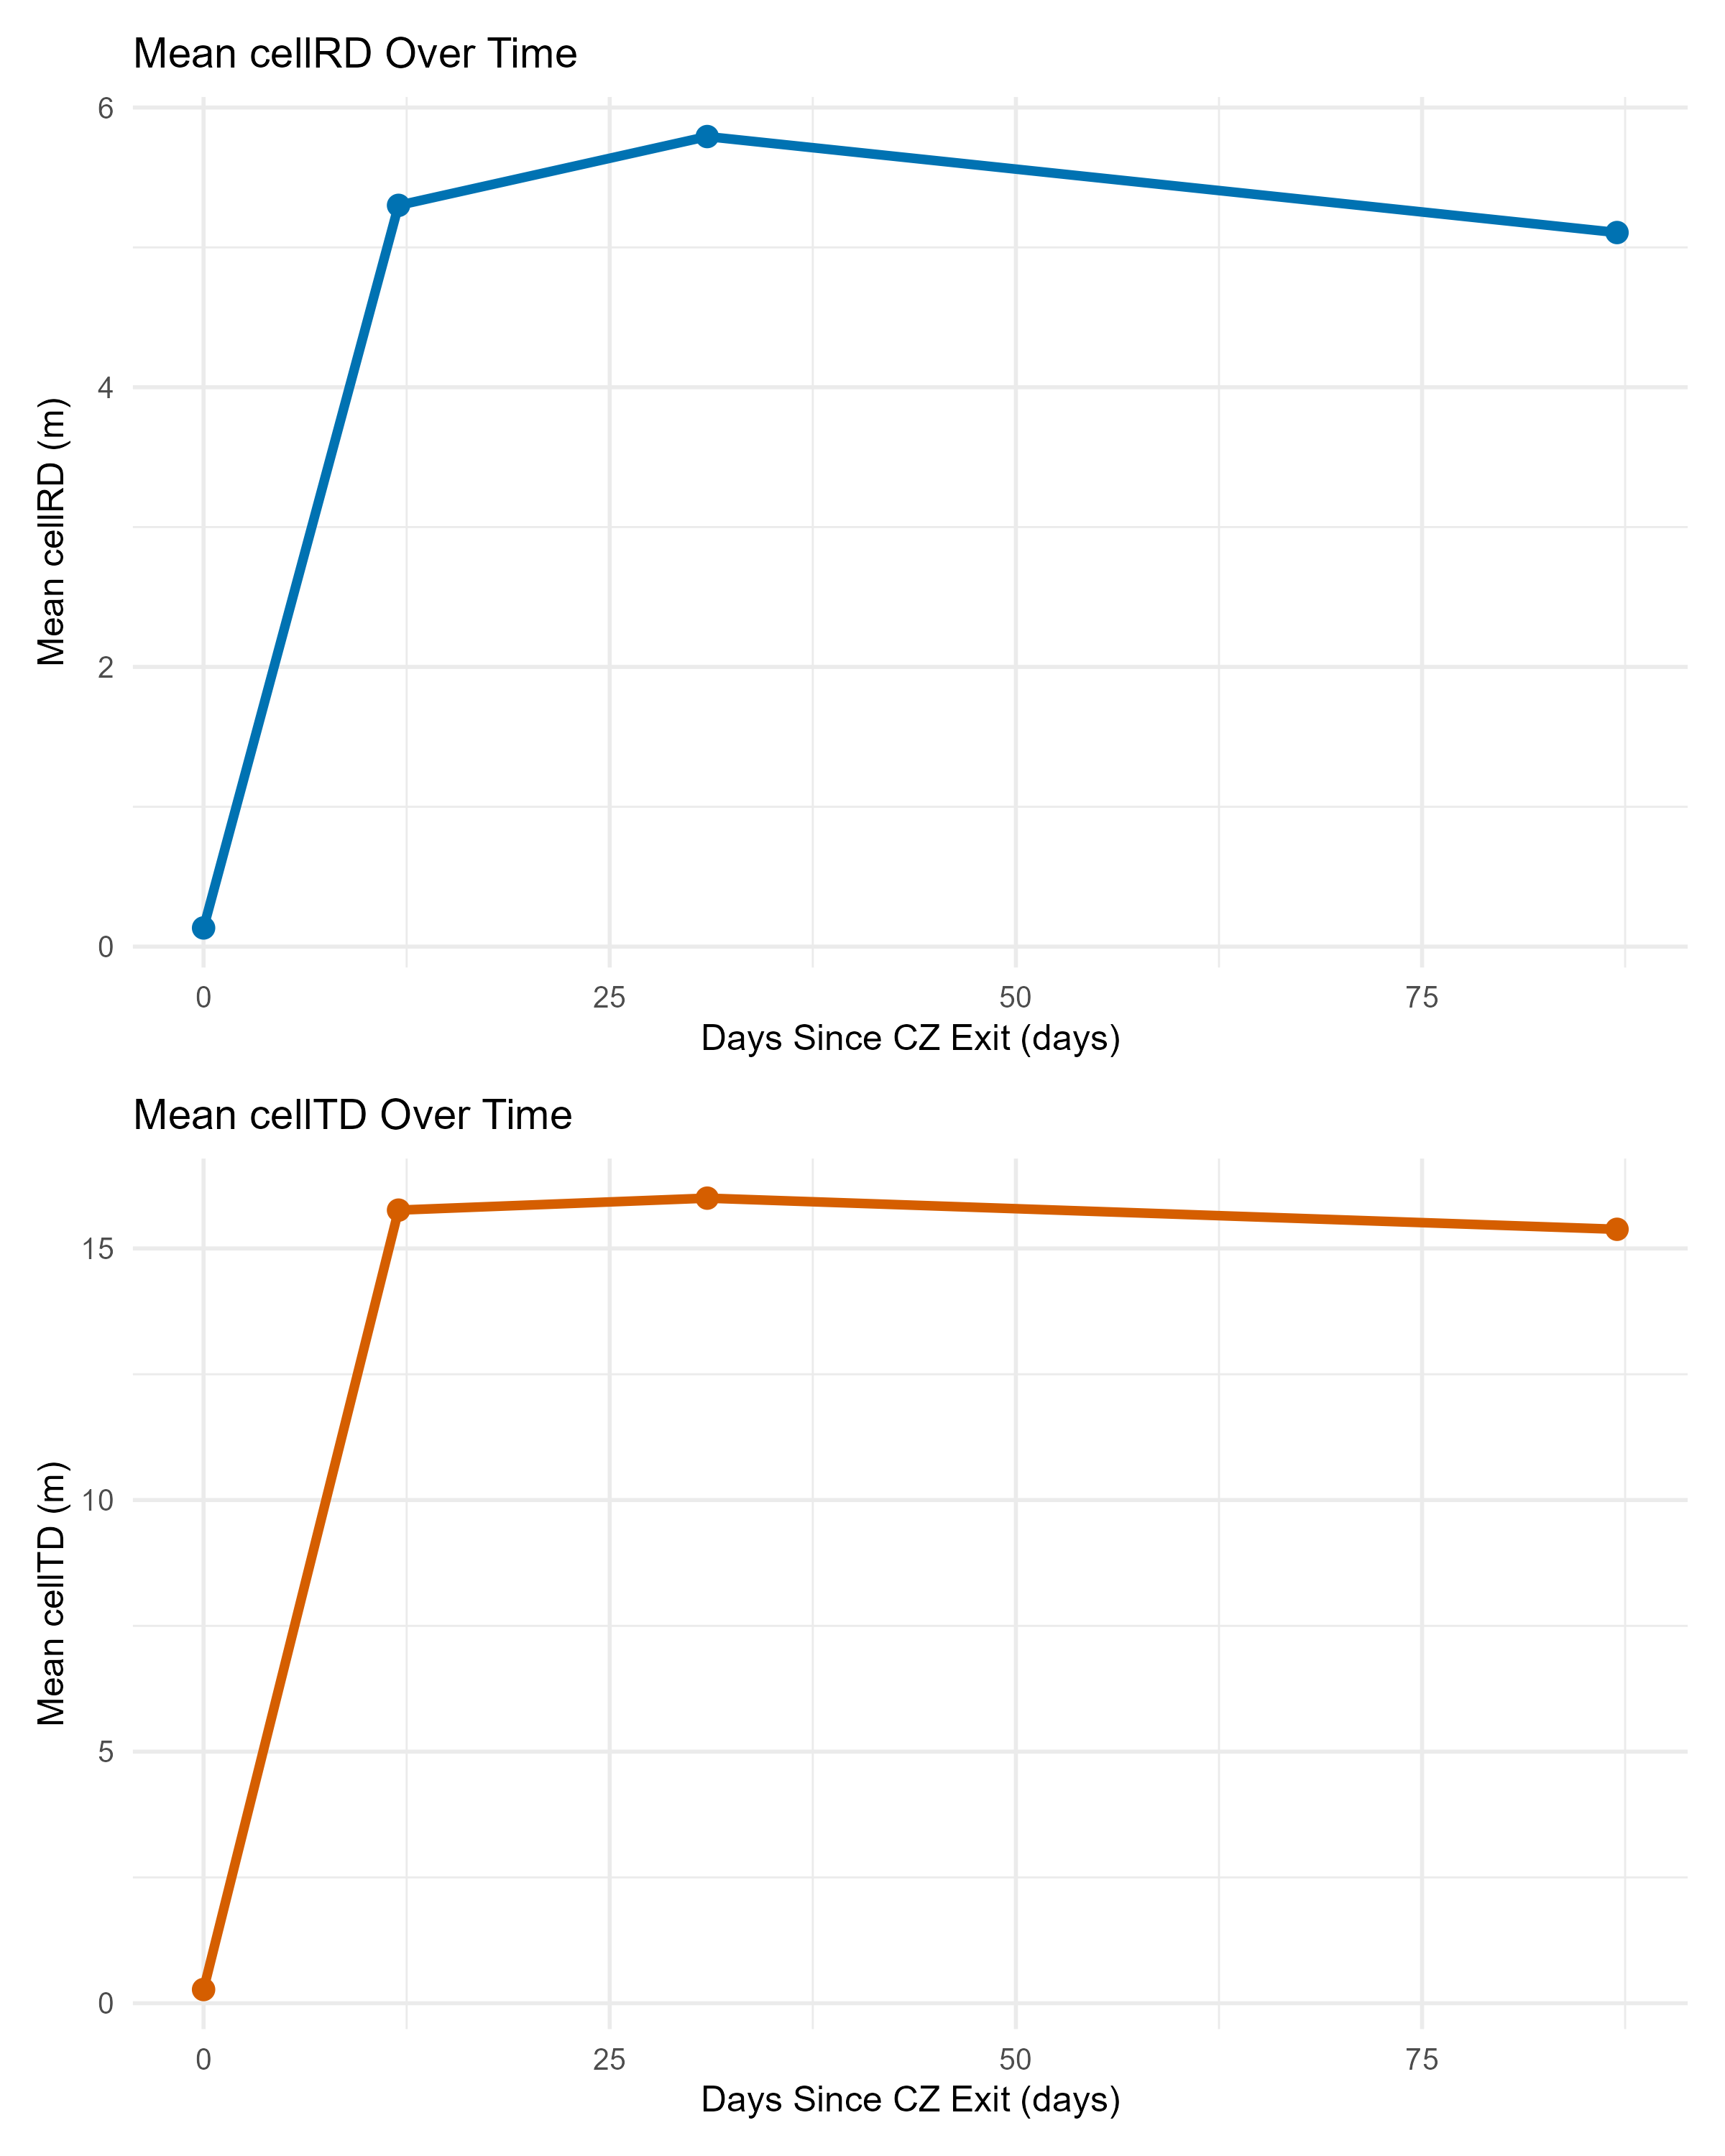 Mean cellRD Over Time
6
4
2
0
Mean cellRD (m)
0 25 50 75
Days Since CZ Exit (days)
Mean cellTD Over Time
15
10
5
0
Mean cellTD (m)
0 25 50 75
Days Since CZ Exit (days)